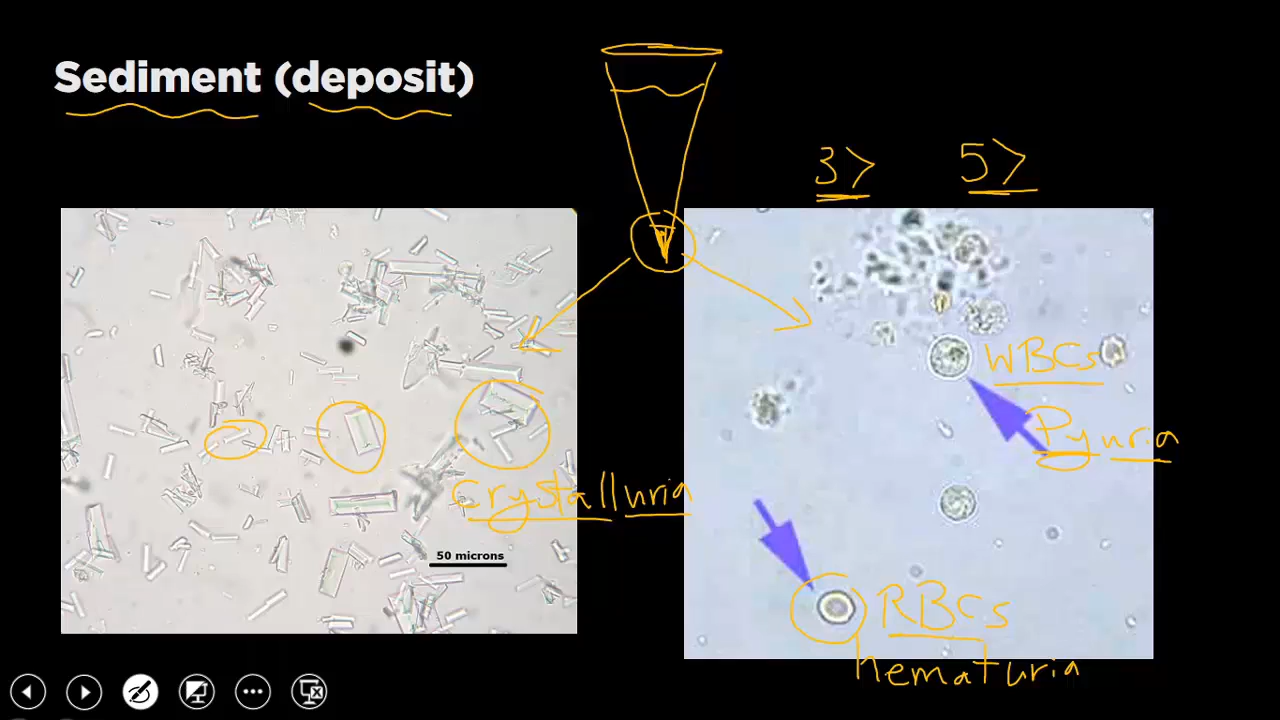 Sediment (deposit)
3> 5>
WBCs
Pyuria
Crystalluria
50 microns
RBCs
hematuria